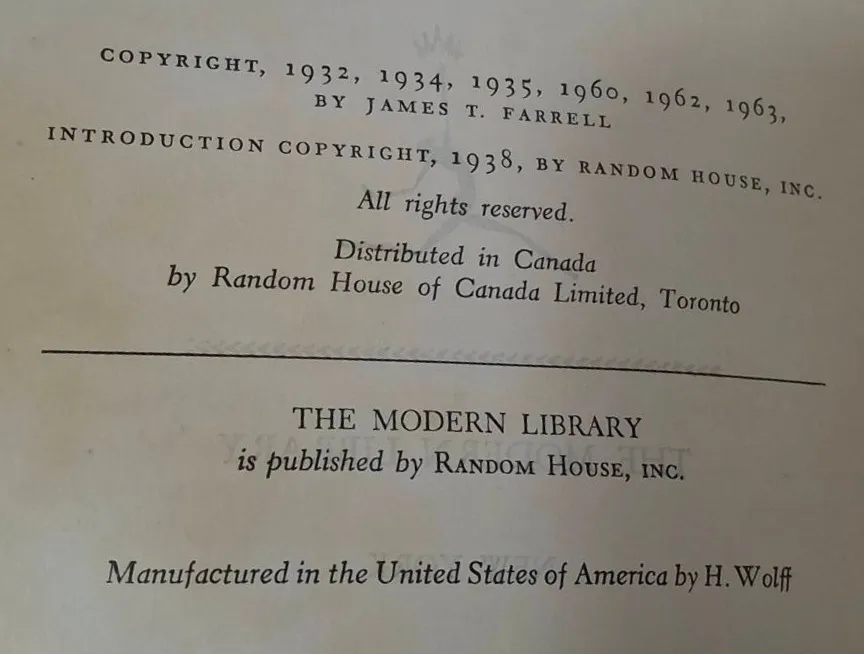 COPYRIGHT, 1932, 1934, 1935, 1960, 1962, 1963,
BY JAMES T. FARRELL
INTRODUCTION COPYRIGHT, 1938, BY RANDOM HOUSE, INC.
All rights reserved.
Distributed in Canada
by Random House of Canada Limited, Toronto
THE MODERN LIBRARY
is published by RANDOM HOUSE, INC.
Manufactured in the United States of America by H. Wolff